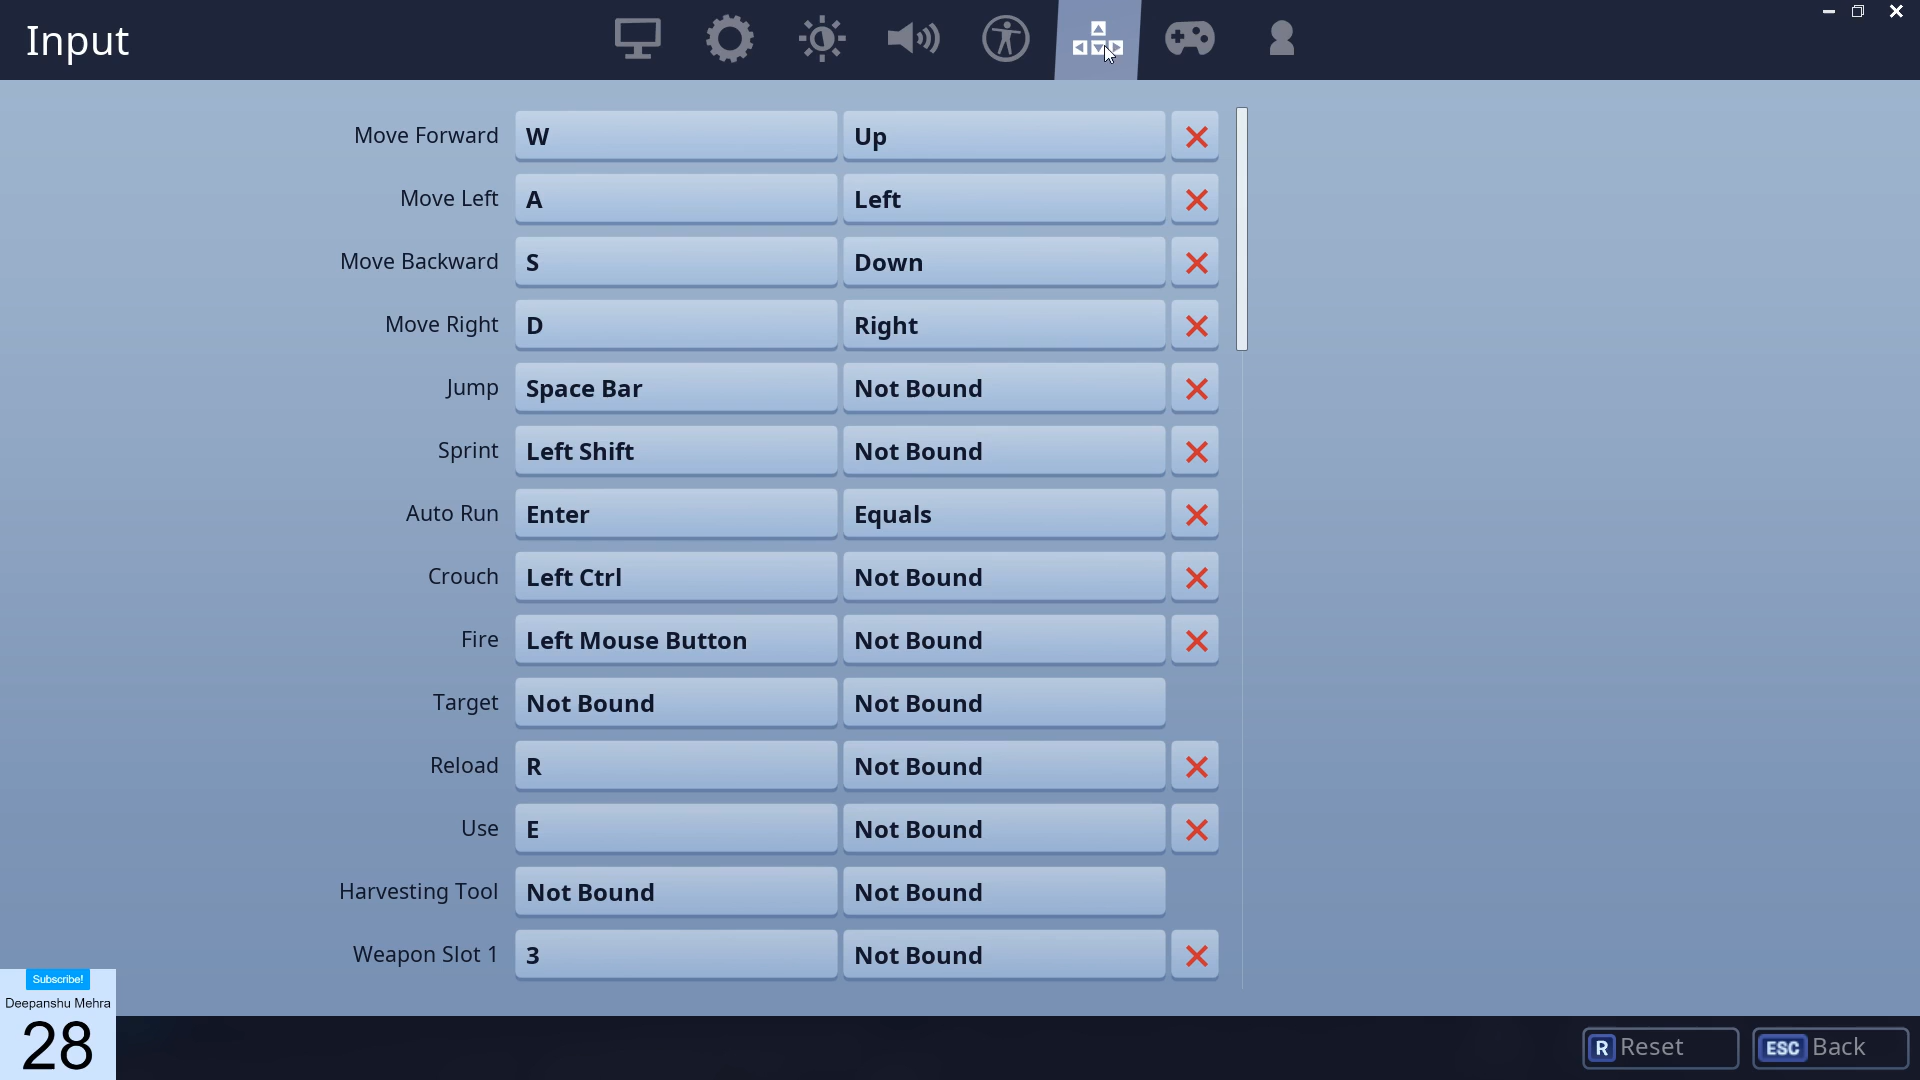 Input
Move Forward W Up
Move Left A Left
Move Backward S Down
Move Right D Right
Jump Space Bar Not Bound
Sprint Left Shift Not Bound
Auto Run Enter Equals
Crouch Left Ctrl Not Bound
Fire Left Mouse Button Not Bound
Target Not Bound Not Bound
Reload R Not Bound
Use E Not Bound
Harvesting Tool Not Bound Not Bound
Weapon Slot 1 3 Not Bound
Subscribe!
Deepanshu Mehra
28
R Reset ESC Back